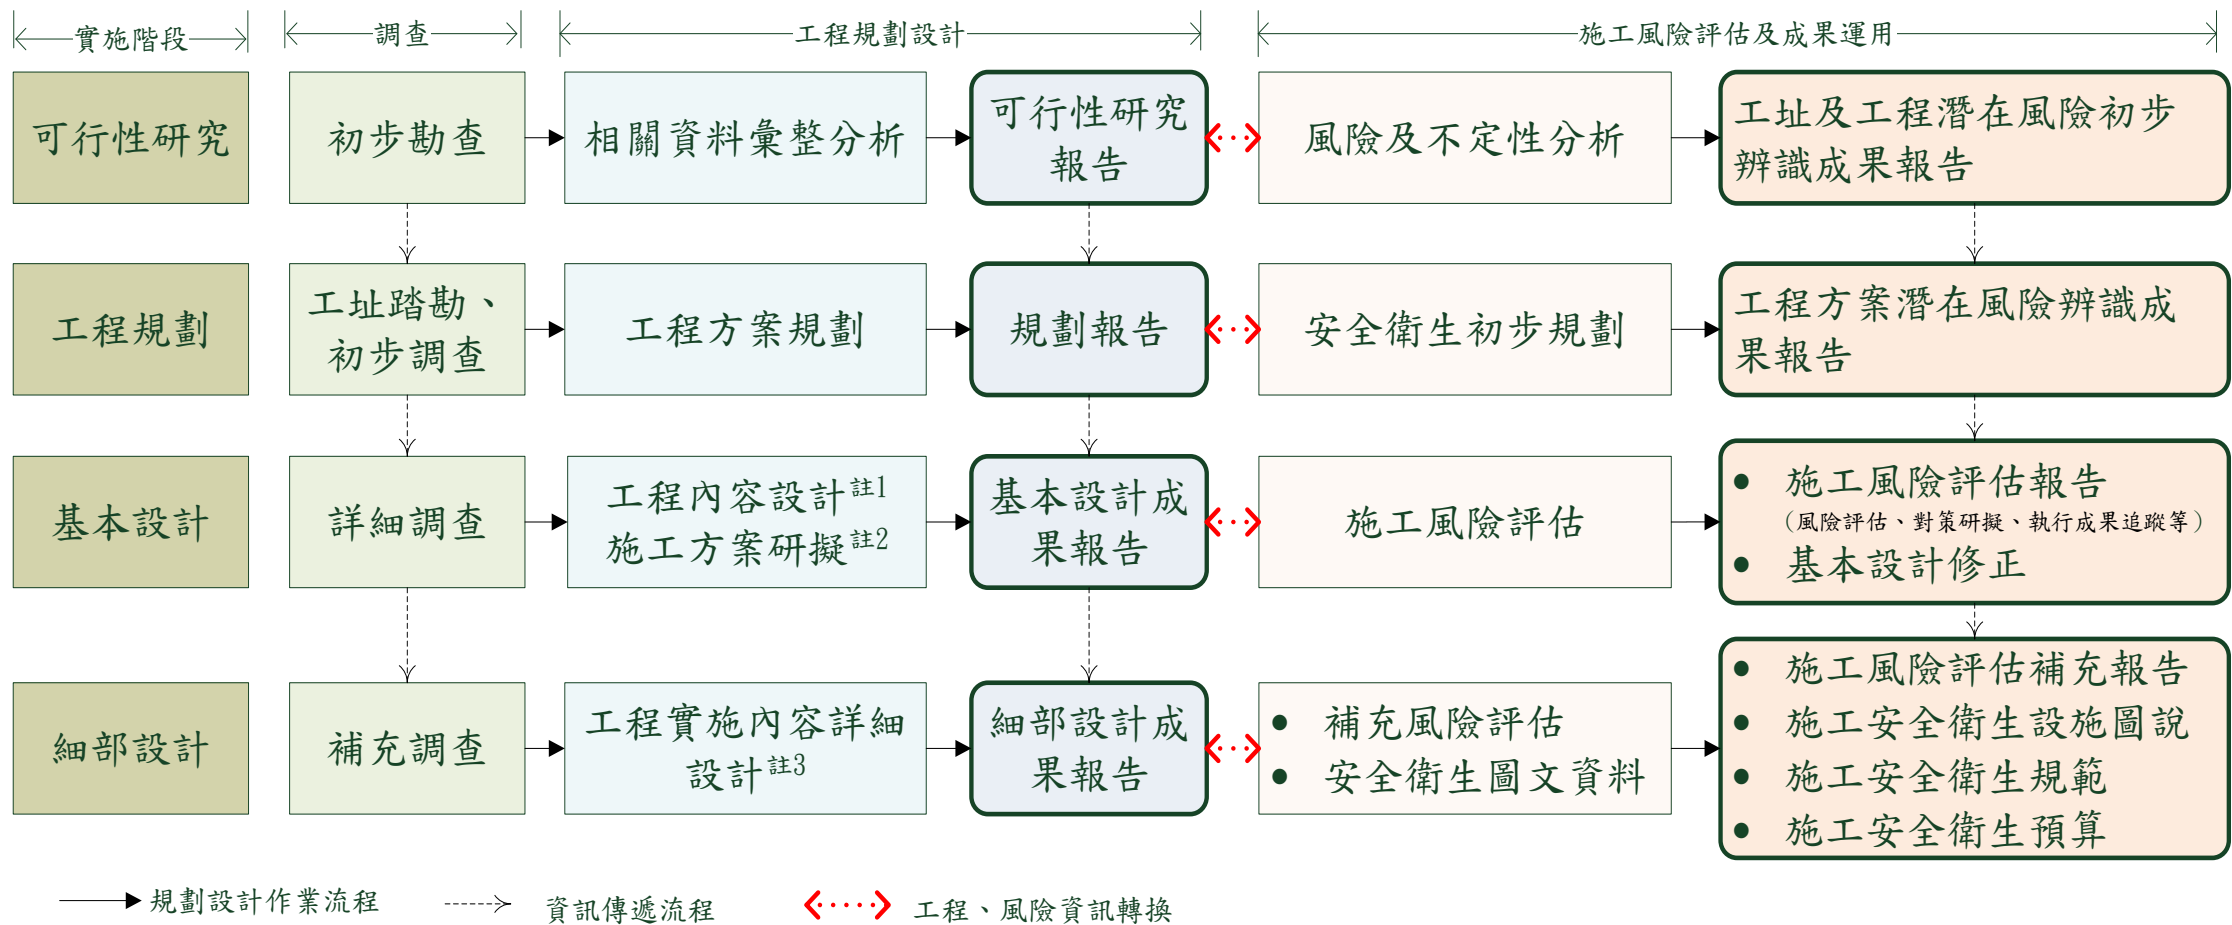 實施階段
調查
工程規劃設計
施工風險評估及成果運用
可行性研究
初步勘查
相關資料彙整分析
可行性研究
報告
風險及不定性分析
工址及工程潛在風險初步
辨識成果報告
工程規劃
工址踏勘、
初步調查
工程方案規劃
規劃報告
安全衛生初步規劃
工程方案潛在風險辨識成
果報告
基本設計
詳細調查
工程內容設計註1
施工方案研擬註2
基本設計成
果報告
施工風險評估
• 施工風險評估報告
(風險評估、對策研擬、執行成果追蹤等)
• 基本設計修正
細部設計
補充調查
工程實施內容詳細
設計註3
細部設計成
果報告
• 補充風險評估
• 安全衛生圖文資料
• 施工風險評估補充報告
• 施工安全衛生設施圖說
• 施工安全衛生規範
• 施工安全衛生預算
規劃設計作業流程
資訊傳遞流程
工程、風險資訊轉換